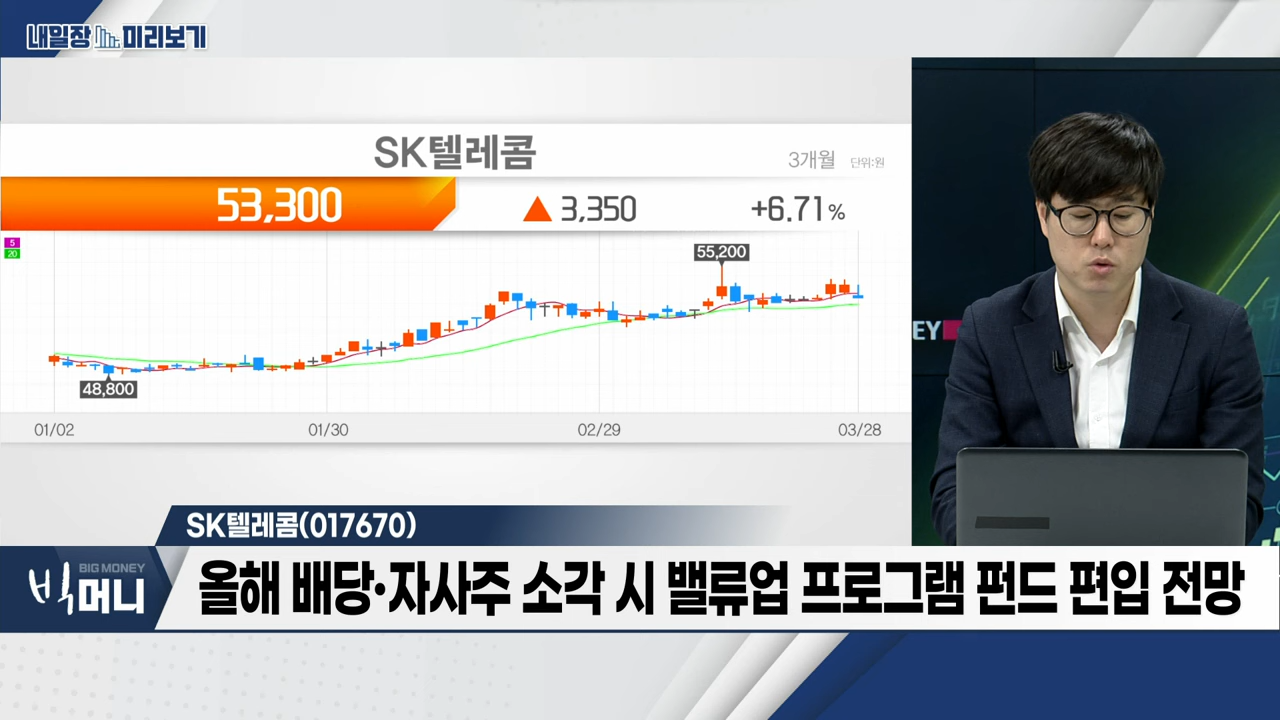 내일장 미리보기
SK텔레콤
3개월 단위:원
53,300 ▲ 3,350 +6.71%
5
20
55,200
48,800
01/02 01/30 02/29 03/28
EY
SK텔레콤(017670)
BIG MONEY
빅머니
올해 배당·자사주 소각 시 밸류업 프로그램 펀드 편입 전망